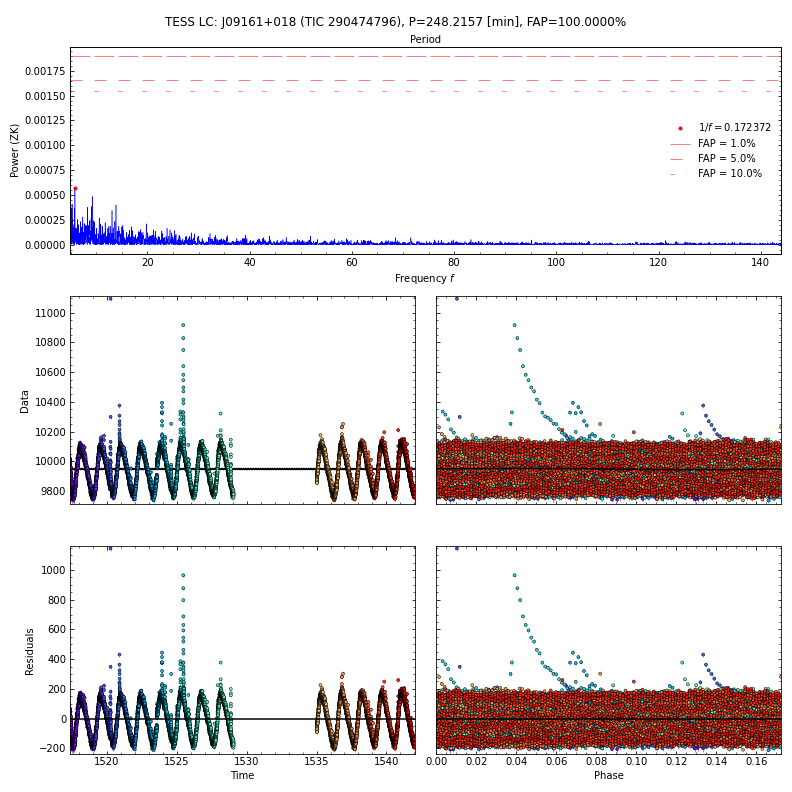 TESS LC: J09161+018 (TIC 290474796), P=248.2157 [min], FAP=100.0000%
Period
0.00175
0.00150
0.00125
0.00100
0.00075
0.00050
0.00025
0.00000
Power (ZK)
1/f = 0.172372
FAP = 1.0%
FAP = 5.0%
FAP = 10.0%
20 40 60 80 100 120 140
Frequency f
11000
10800
10600
10400
10200
10000
9800
Data
1000
800
600
400
200
0
−200
Residuals
1520 1525 1530 1535 1540
Time
0.00 0.02 0.04 0.06 0.08 0.10 0.12 0.14 0.16
Phase